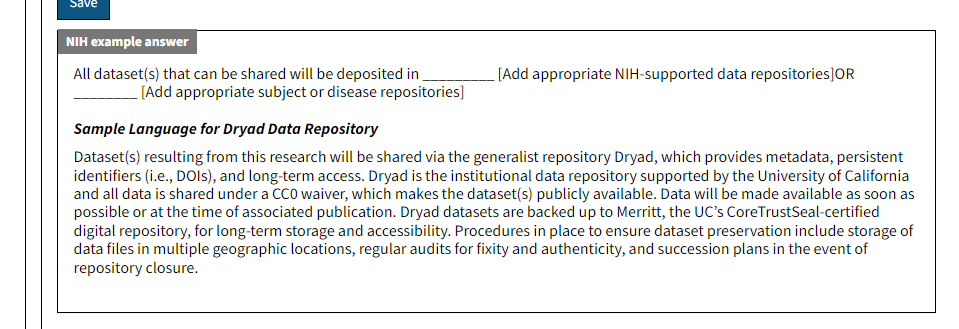 Save
NIH example answer
All dataset(s) that can be shared will be deposited in _________ [Add appropriate NIH-supported data repositories]OR
________ [Add appropriate subject or disease repositories]
Sample Language for Dryad Data Repository
Dataset(s) resulting from this research will be shared via the generalist repository Dryad, which provides metadata, persistent
identifiers (i.e., DOIs), and long-term access. Dryad is the institutional data repository supported by the University of California
and all data is shared under a CC0 waiver, which makes the dataset(s) publicly available. Data will be made available as soon as
possible or at the time of associated publication. Dryad datasets are backed up to Merritt, the UC’s CoreTrustSeal-certified
digital repository, for long-term storage and accessibility. Procedures in place to ensure dataset preservation include storage of
data files in multiple geographic locations, regular audits for fixity and authenticity, and succession plans in the event of
repository closure.